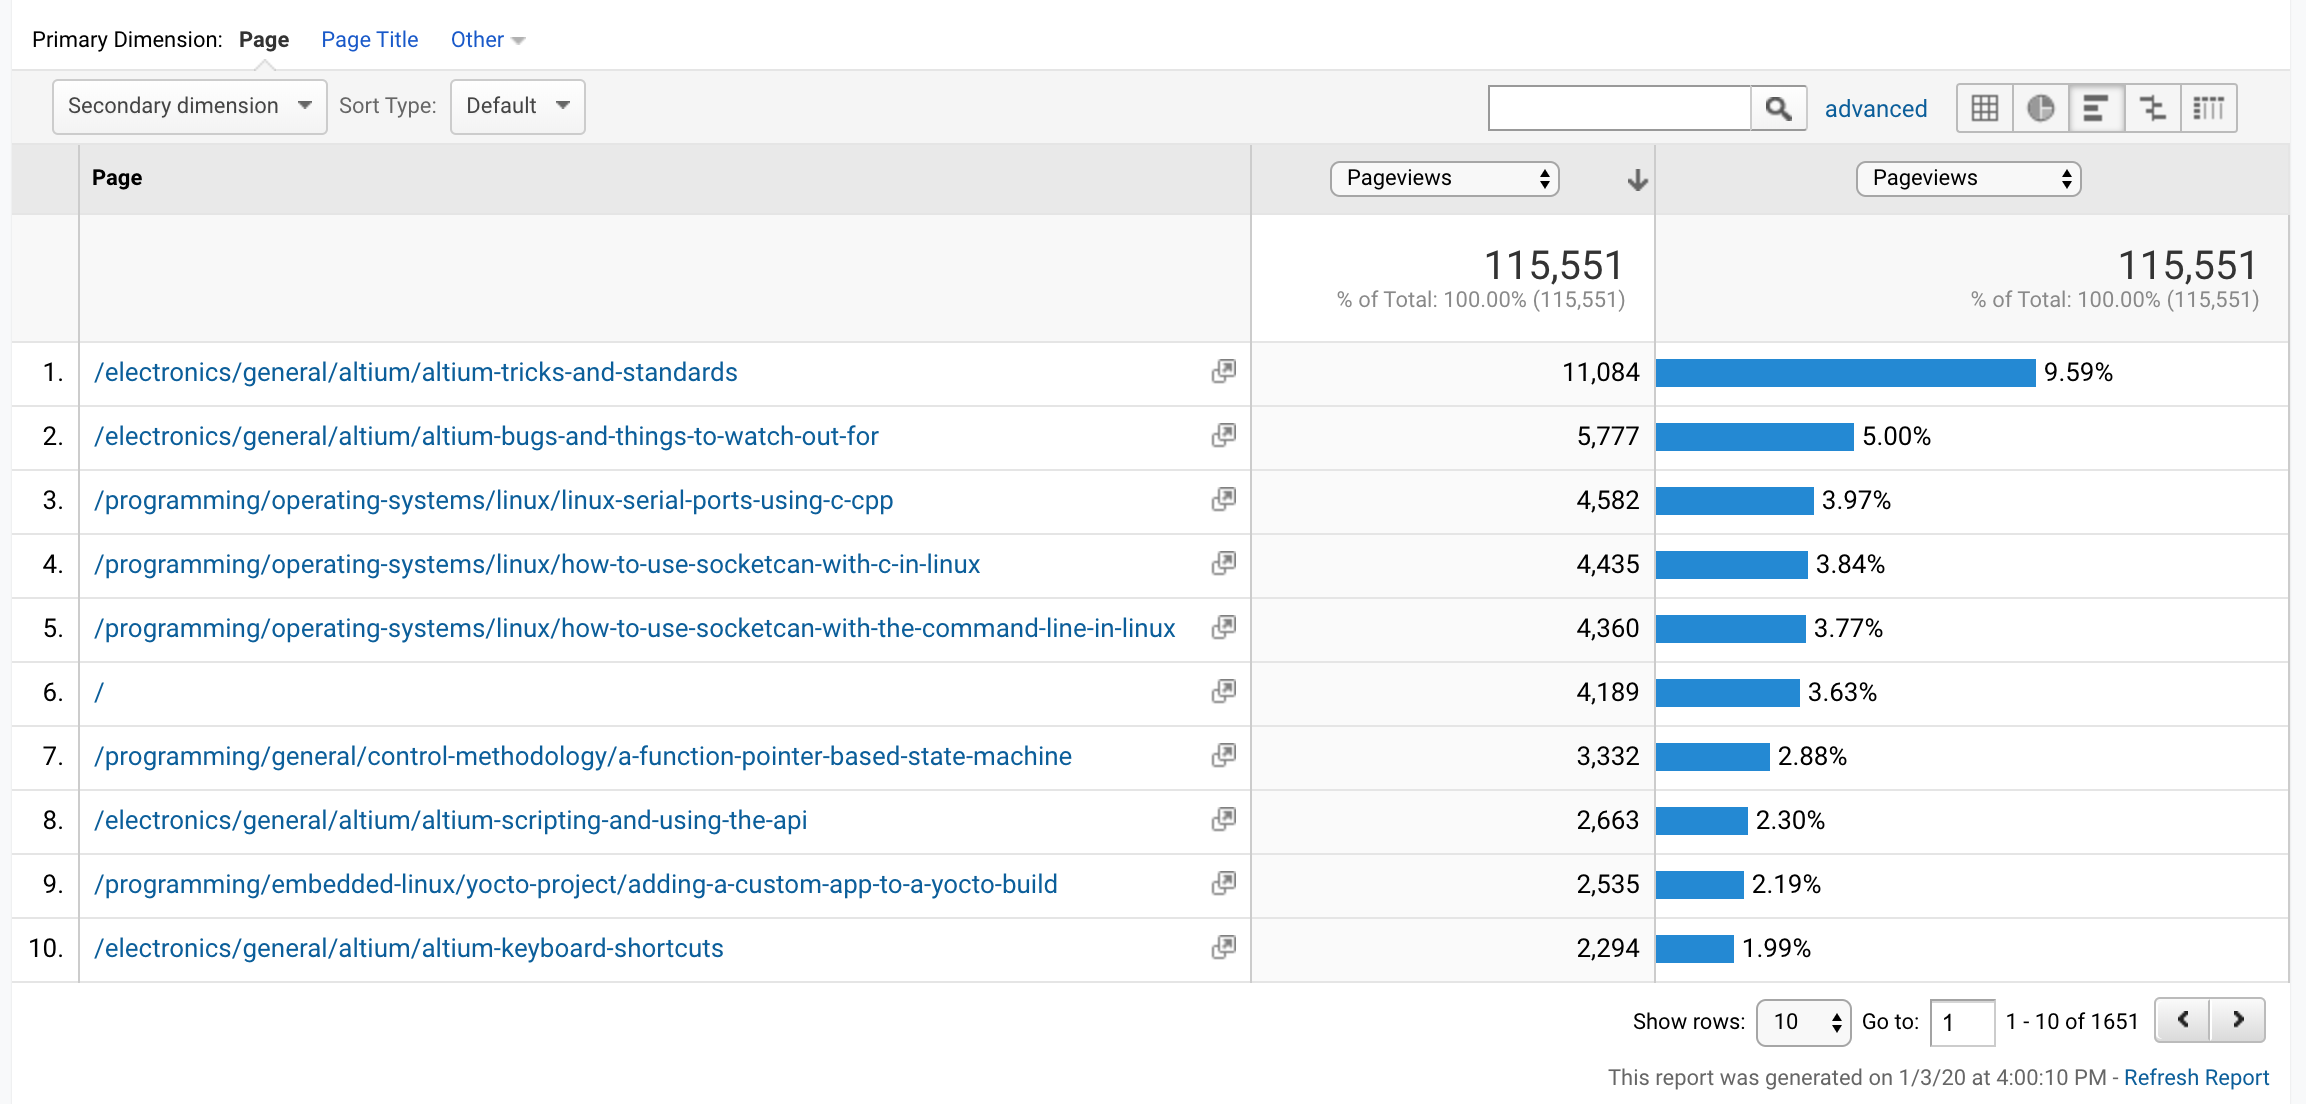 Primary Dimension: Page Page Title Other
Secondary dimension Sort Type: Default advanced
Page Pageviews Pageviews
115,551 115,551
% of Total: 100.00% (115,551) % of Total: 100.00% (115,551)
1. /electronics/general/altium/altium-tricks-and-standards 11,084 9.59%
2. /electronics/general/altium/altium-bugs-and-things-to-watch-out-for 5,777 5.00%
3. /programming/operating-systems/linux/linux-serial-ports-using-c-cpp 4,582 3.97%
4. /programming/operating-systems/linux/how-to-use-socketcan-with-c-in-linux 4,435 3.84%
5. /programming/operating-systems/linux/how-to-use-socketcan-with-the-command-line-in-linux 4,360 3.77%
6. / 4,189 3.63%
7. /programming/general/control-methodology/a-function-pointer-based-state-machine 3,332 2.88%
8. /electronics/general/altium/altium-scripting-and-using-the-api 2,663 2.30%
9. /programming/embedded-linux/yocto-project/adding-a-custom-app-to-a-yocto-build 2,535 2.19%
10. /electronics/general/altium/altium-keyboard-shortcuts 2,294 1.99%
Show rows: 10 Go to: 1 1 - 10 of 1651
This report was generated on 1/3/20 at 4:00:10 PM - Refresh Report